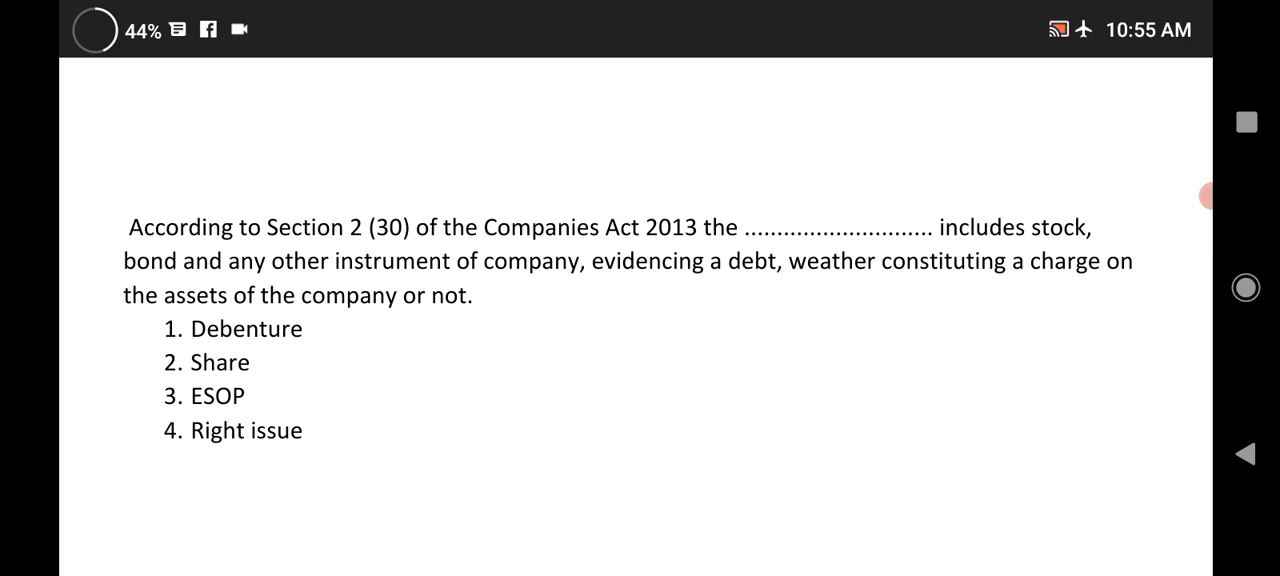 44% 10:55 AM
According to Section 2 (30) of the Companies Act 2013 the ............................. includes stock,
bond and any other instrument of company, evidencing a debt, weather constituting a charge on
the assets of the company or not.
1. Debenture
2. Share
3. ESOP
4. Right issue